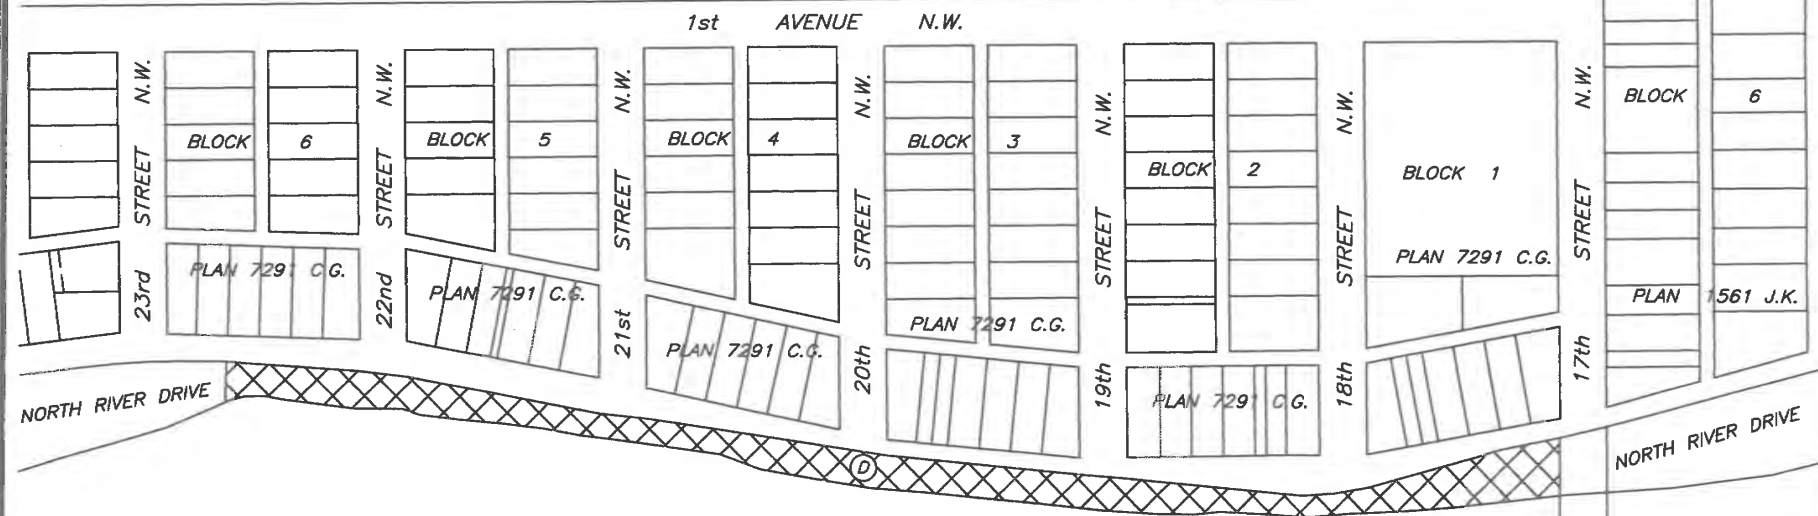 1st AVENUE N.W.
23rd STREET N.W.
BLOCK 6
PLAN 7291 C.G.
22nd STREET N.W.
BLOCK 5
PLAN 7291 C.G.
21st STREET N.W.
BLOCK 4
PLAN 7291 C.G.
20th STREET N.W.
BLOCK 3
PLAN 7291 C.G.
19th STREET N.W.
BLOCK 2
PLAN 7291 C.G.
18th STREET N.W.
BLOCK 1
PLAN 7291 C.G.
17th STREET N.W.
BLOCK 6
PLAN 1561 J.K.
NORTH RIVER DRIVE
D
NORTH RIVER DRIVE